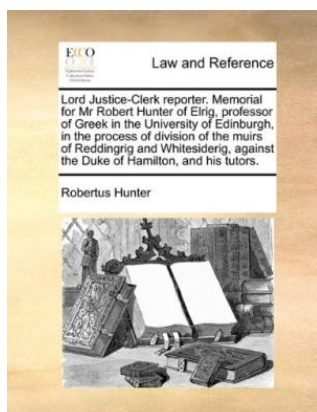 ECCO
Law and Reference
Lord Justice-Clerk reporter. Memorial
for Mr Robert Hunter of Elrig, professor
of Greek in the University of Edinburgh,
in the process of division of the muirs
of Reddingrig and Whitesiderig, against
the Duke of Hamilton, and his tutors.
Robertus Hunter